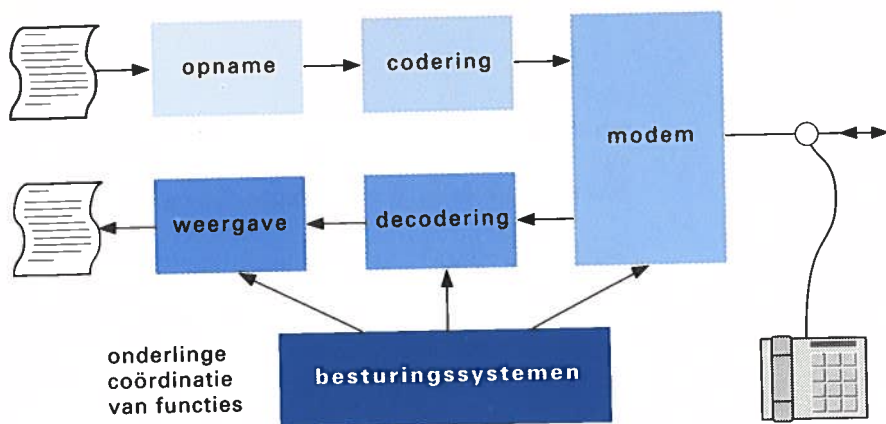 opname
codering
modem
weergave
decodering
onderlinge
coördinatie
van functies
besturingssystemen